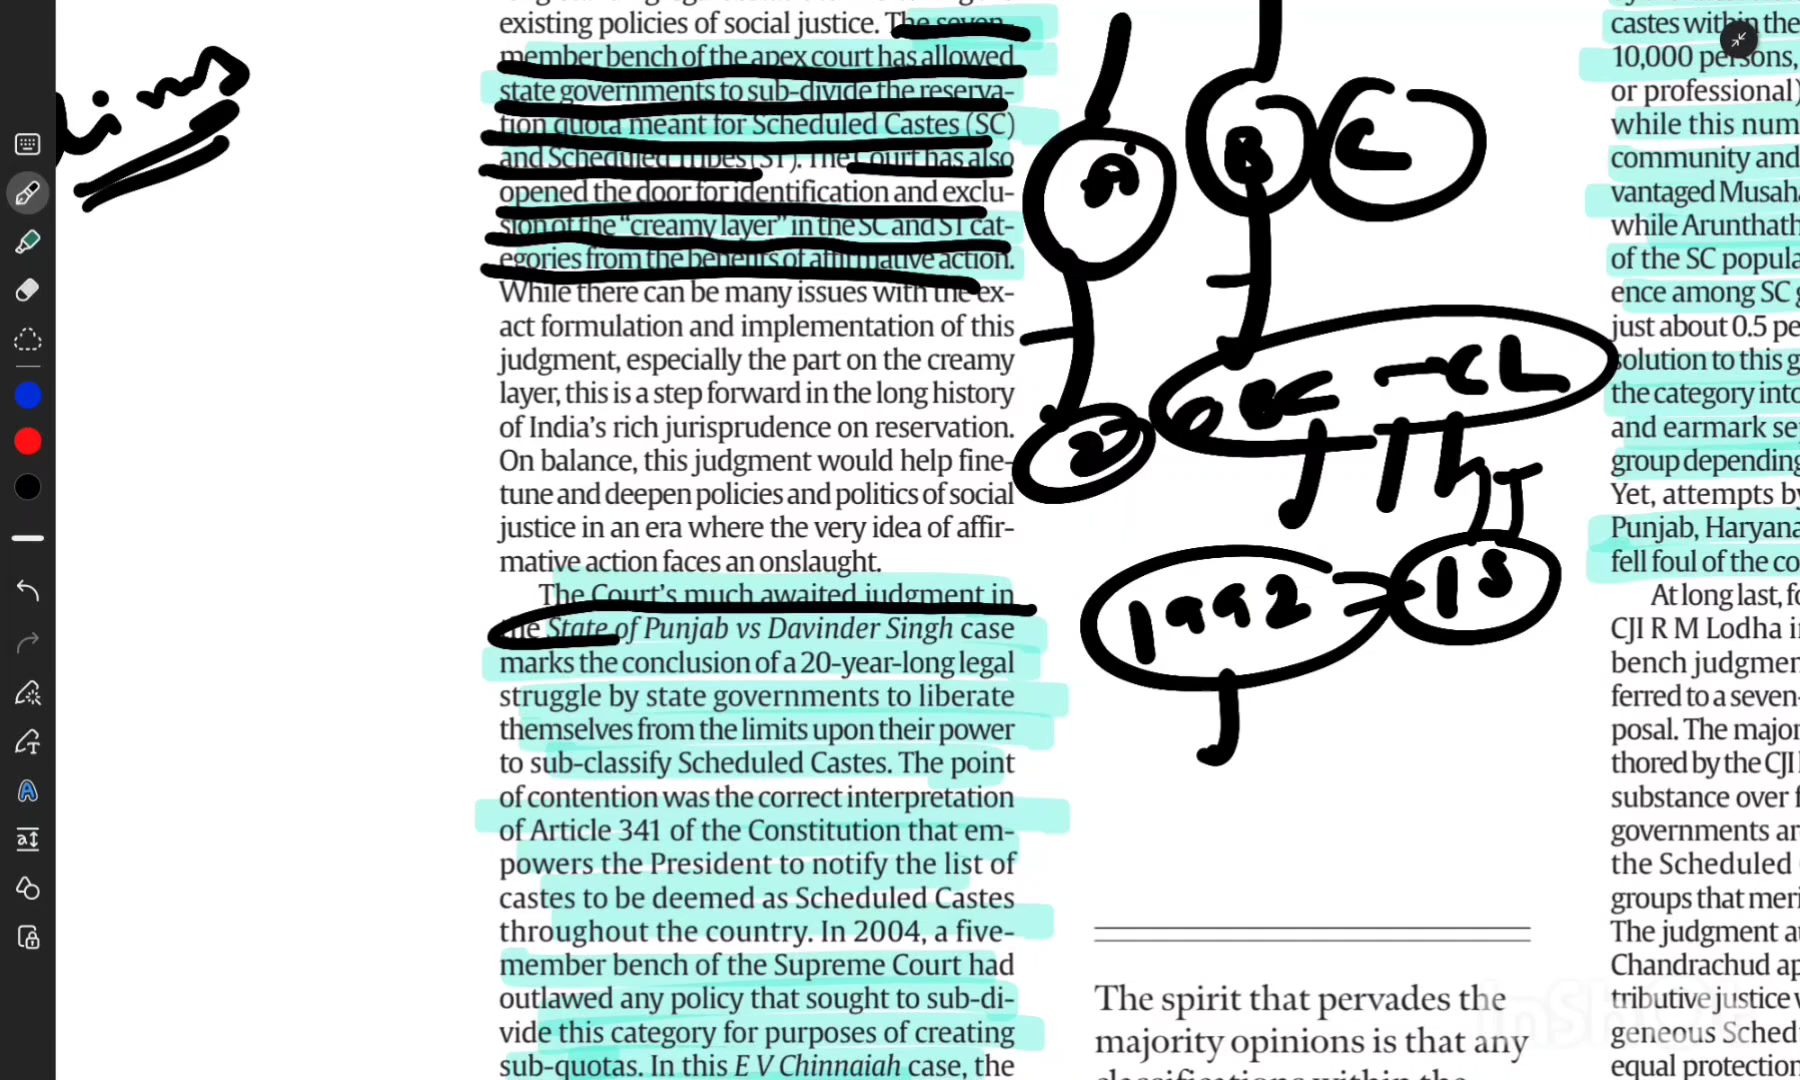 existing policies of social justice. The seven-
member bench of the apex court has allowed
state governments to sub-divide the reserva-
tion quota meant for Scheduled Castes (SC)
and Scheduled Tribes (ST). The Court has also
opened the door for identification and exclu-
sion of the “creamy layer” in the SC and ST cat-
egories from the benefits of affirmative action.
While there can be many issues with the ex-
act formulation and implementation of this
judgment, especially the part on the creamy
layer, this is a step forward in the long history
of India’s rich jurisprudence on reservation.
On balance, this judgment would help fine-
tune and deepen policies and politics of social
justice in an era where the very idea of affir-
mative action faces an onslaught.
The Court’s much awaited judgment in
the State of Punjab vs Davinder Singh case
marks the conclusion of a 20-year-long legal
struggle by state governments to liberate
themselves from the limits upon their power
to sub-classify Scheduled Castes. The point
of contention was the correct interpretation
of Article 341 of the Constitution that em-
powers the President to notify the list of
castes to be deemed as Scheduled Castes
throughout the country. In 2004, a five-
member bench of the Supreme Court had
outlawed any policy that sought to sub-di-
vide this category for purposes of creating
sub-quotas. In this E V Chinnaiah case, the
A
B
C
2
OBC - CL
1992
IS
The spirit that pervades the
majority opinions is that any
castes within the
10,000 persons,
or professional)
while this num
community and
vantaged Musah
while Arunthath
of the SC popula
ence among SC g
just about 0.5 pe
solution to this g
the category into
and earmark se
group depending
Yet, attempts by
Punjab, Haryana
fell foul of the co
At long last, fo
CJI R M Lodha i
bench judgmen
ferred to a seven-
posal. The major
thored by the CJI
substance over f
governments an
the Scheduled
groups that meri
The judgment au
Chandrachud ap
tributive justice v
geneous Sched
equal protection
InShot